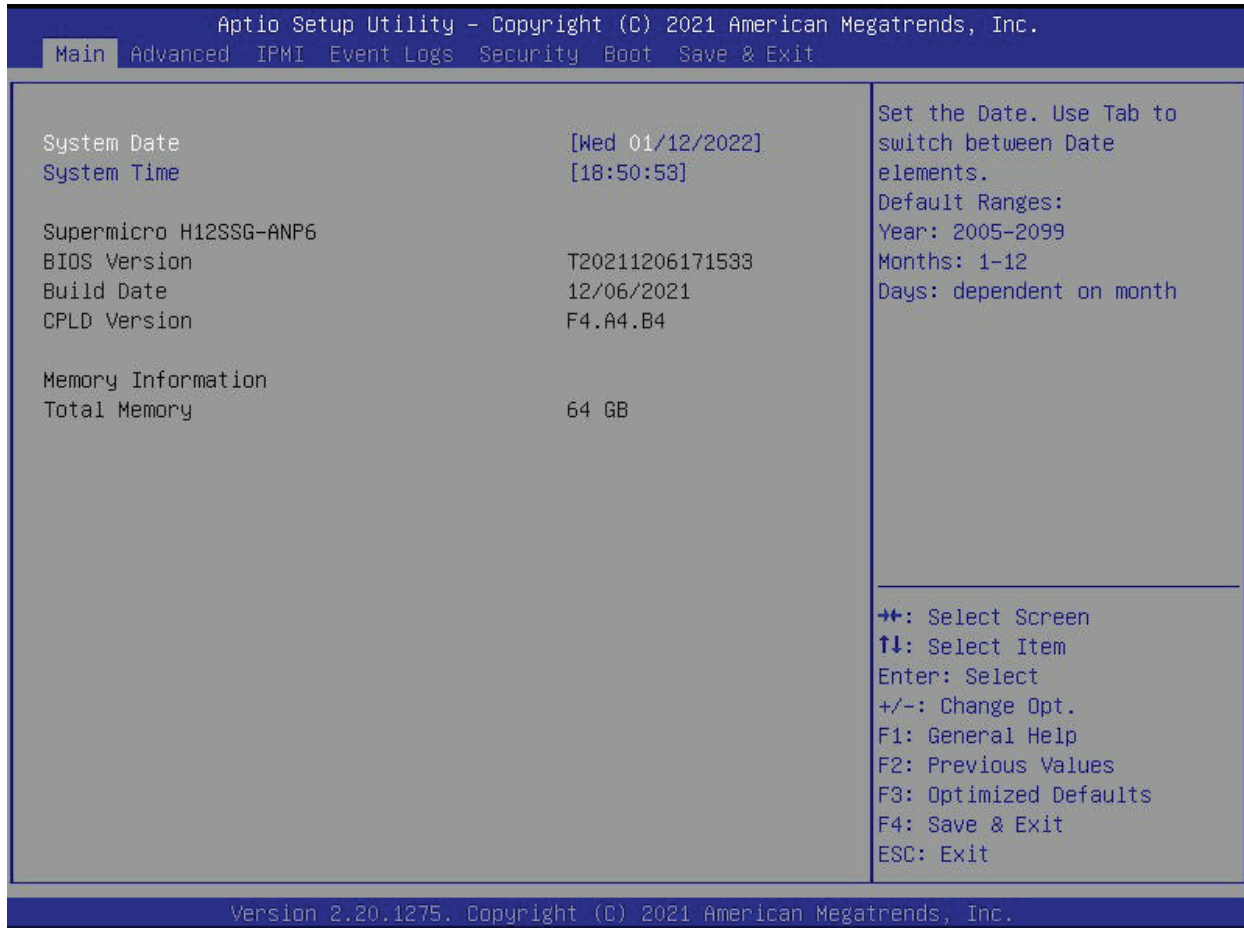 Aptio Setup Utility – Copyright (C) 2021 American Megatrends, Inc.
Main Advanced IPMI Event Logs Security Boot Save & Exit
System Date [Wed 01/12/2022]
System Time [18:50:53]
Supermicro H12SSG-ANP6
BIOS Version T20211206171533
Build Date 12/06/2021
CPLD Version F4.A4.B4
Memory Information
Total Memory 64 GB
Set the Date. Use Tab to
switch between Date
elements.
Default Ranges:
Year: 2005-2099
Months: 1-12
Days: dependent on month
→←: Select Screen
↑↓: Select Item
Enter: Select
+/-: Change Opt.
F1: General Help
F2: Previous Values
F3: Optimized Defaults
F4: Save & Exit
ESC: Exit
Version 2.20.1275. Copyright (C) 2021 American Megatrends, Inc.